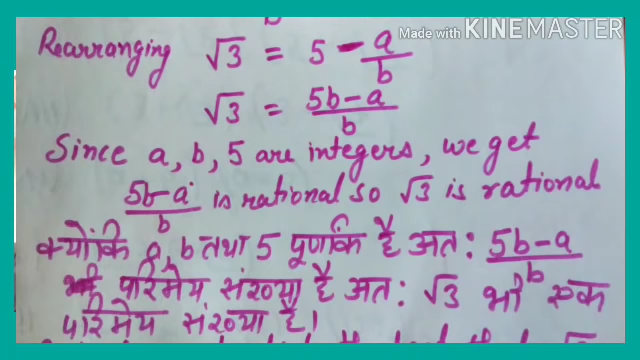 Made with KINEMASTER
Rearranging √3 = 5 - a/b
√3 = 5b-a/b
Since a, b, 5 are integers, we get
5b-a/b is rational so √3 is rational
क्योंकि a, b तथा 5 पूर्णांक है अत: 5b-a/b
परिमेय संख्या है अत: √3 भी एक
परिमेय संख्या है।